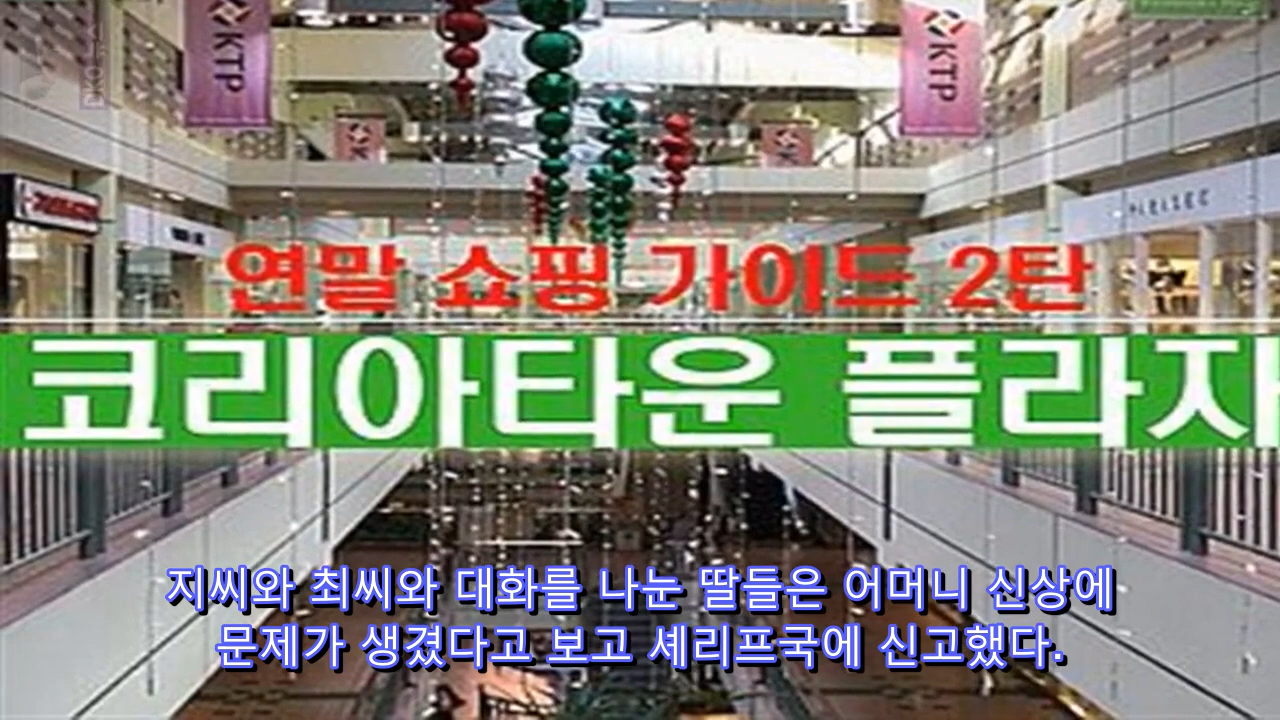 KTP
KTP
연말 쇼핑 가이드 2탄
코리아타운 플라자
지씨와 최씨와 대화를 나눈 딸들은 어머니 신상에
문제가 생겼다고 보고 셰리프국에 신고했다.